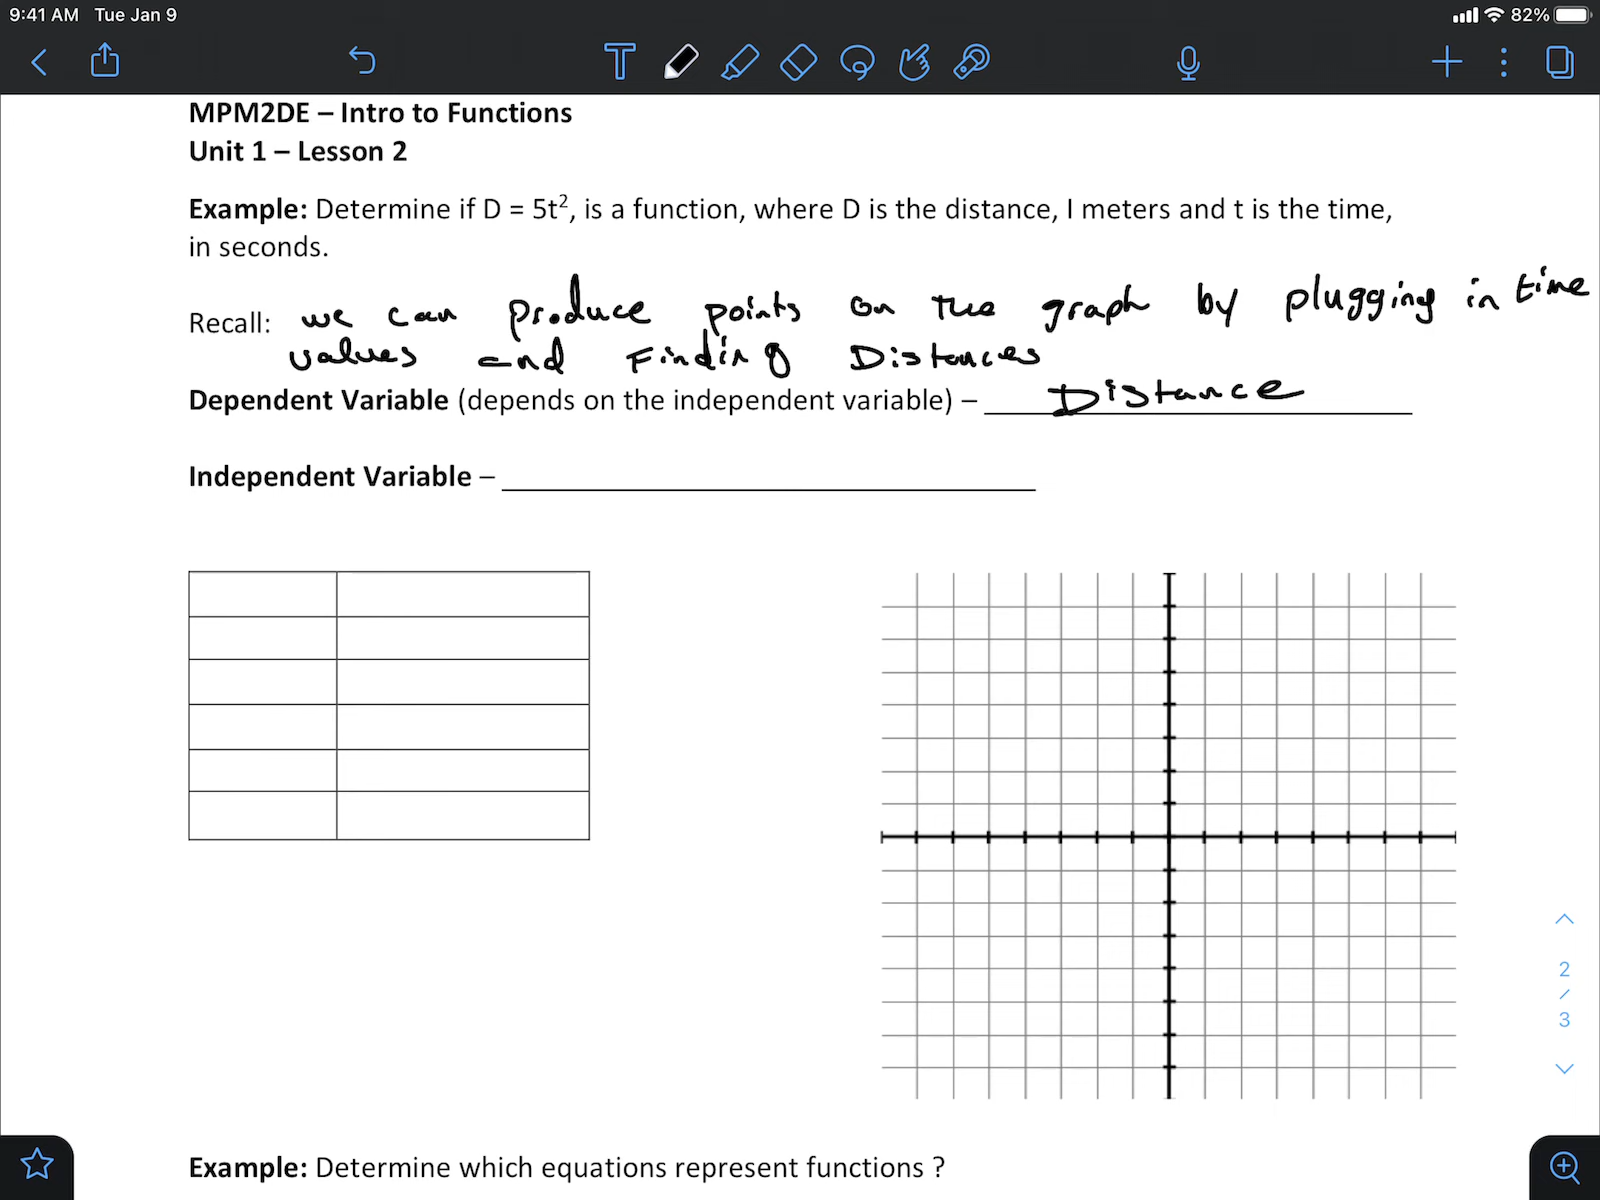 9:41 AM Tue Jan 9 82%
MPM2DE – Intro to Functions
Unit 1 – Lesson 2
Example: Determine if D = 5t², is a function, where D is the distance, I meters and t is the time,
in seconds.
Recall: we can produce points on the graph by plugging in time
values and Finding Distances
Dependent Variable (depends on the independent variable) – Distance
Independent Variable –
2
/
3
Example: Determine which equations represent functions ?